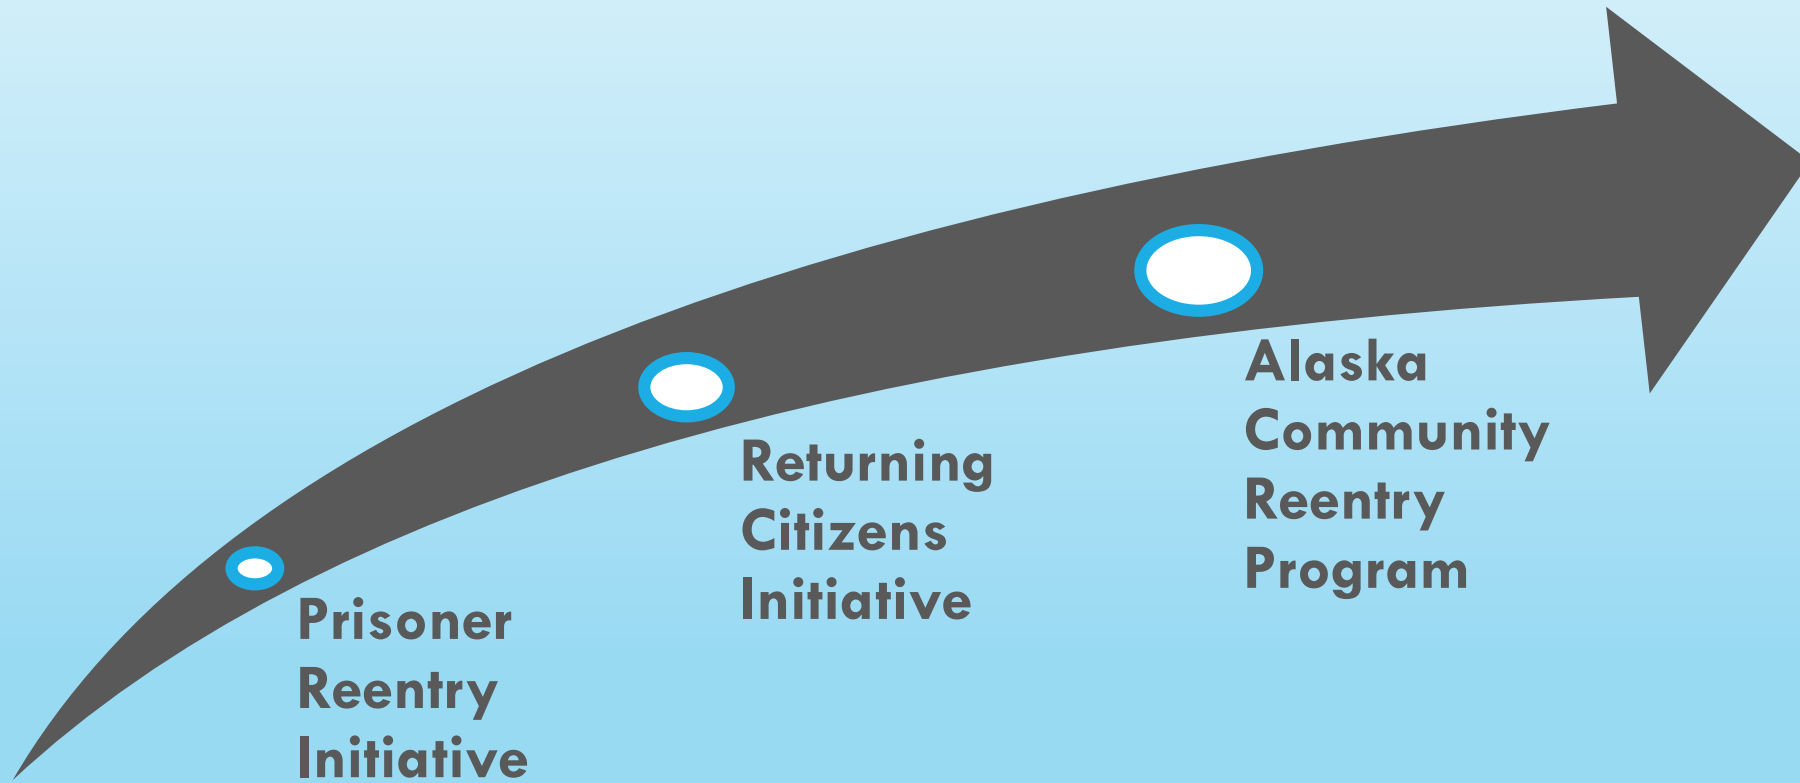 Prisoner
Reentry
Initiative
Returning
Citizens
Initiative
Alaska
Community
Reentry
Program